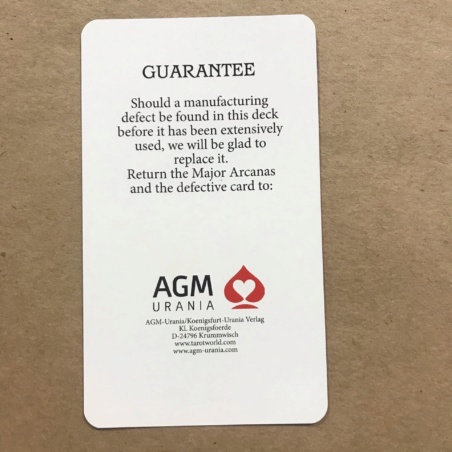 GUARANTEE
Should a manufacturing
defect be found in this deck
before it has been extensively
used, we will be glad to
replace it.
Return the Major Arcanas
and the defective card to:
AGM
URANIA
AGM-Urania/Koenigsfurt-Urania Verlag
Kl. Koenigsfoerde
D-24796 Krummwisch
www.tarotworld.com
www.agm-urania.com